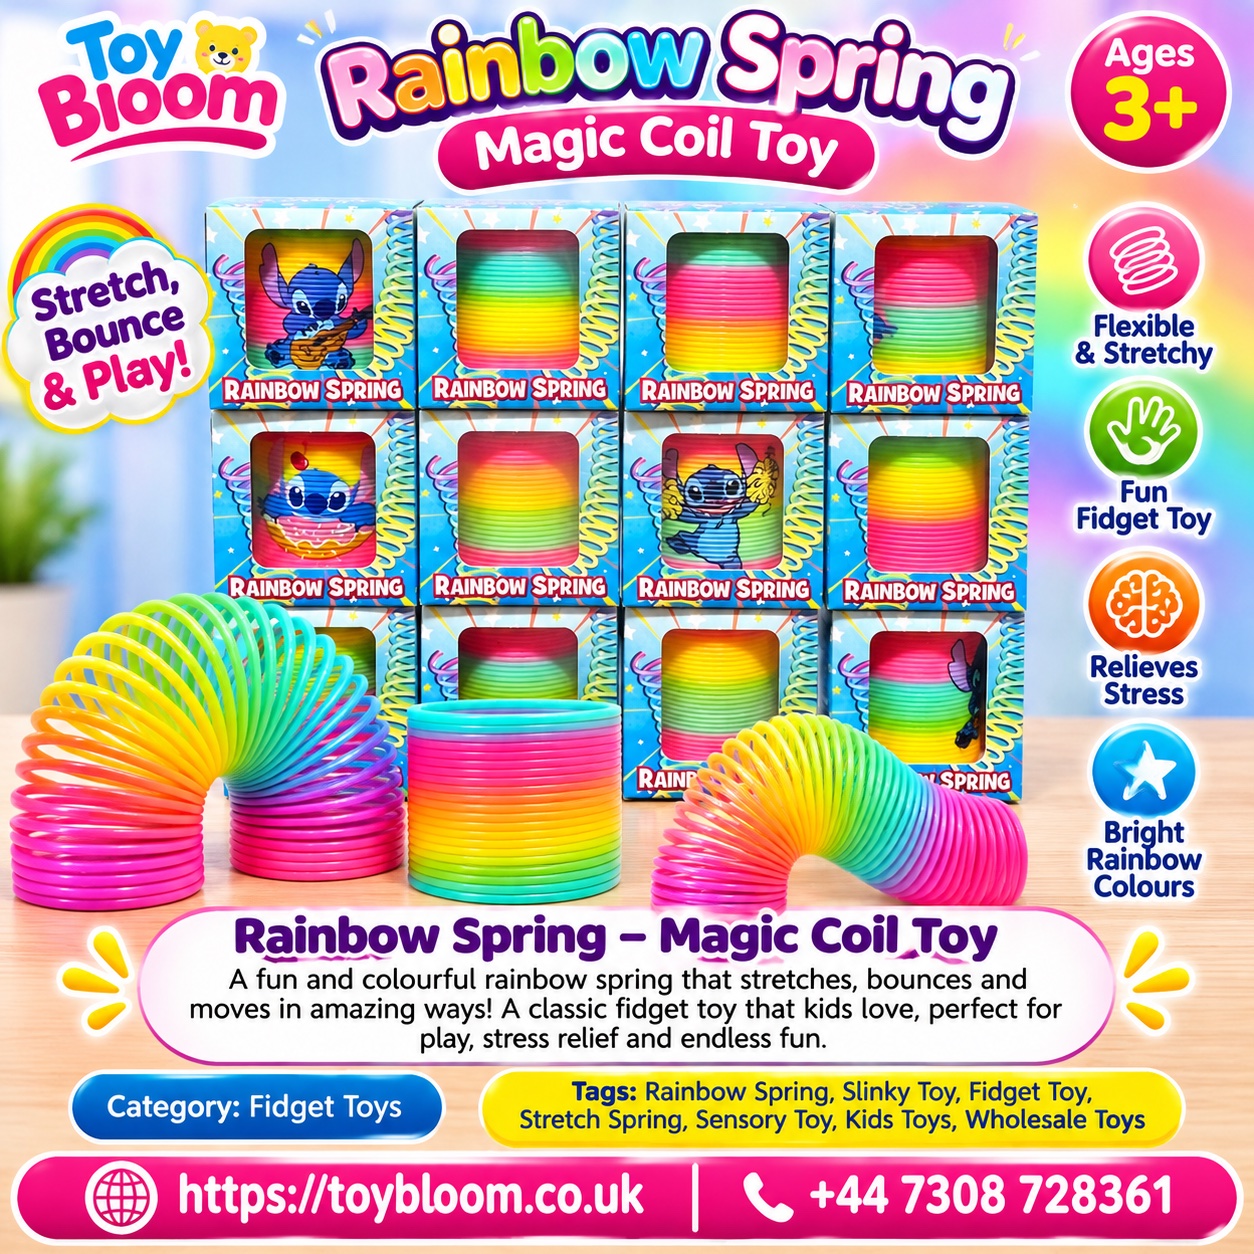 Toy
Bloom
Rainbow Spring
Magic Coil Toy
Ages
3+
Stretch,
Bounce
& Play!
RAINBOW SPRING
RAINBOW SPRING
RAINBOW SPRING
RAINBOW SPRING
RAINBOW SPRING
RAINBOW SPRING
RAINBOW SPRING
RAINBOW SPRING
RAINB
SPRING
Flexible
& Stretchy
Fun
Fidget Toy
Relieves
Stress
Bright
Rainbow
Colours
Rainbow Spring – Magic Coil Toy
A fun and colourful rainbow spring that stretches, bounces and
moves in amazing ways! A classic fidget toy that kids love, perfect for
play, stress relief and endless fun.
Category: Fidget Toys
Tags: Rainbow Spring, Slinky Toy, Fidget Toy,
Stretch Spring, Sensory Toy, Kids Toys, Wholesale Toys
https://toybloom.co.uk
+44 7308 728361